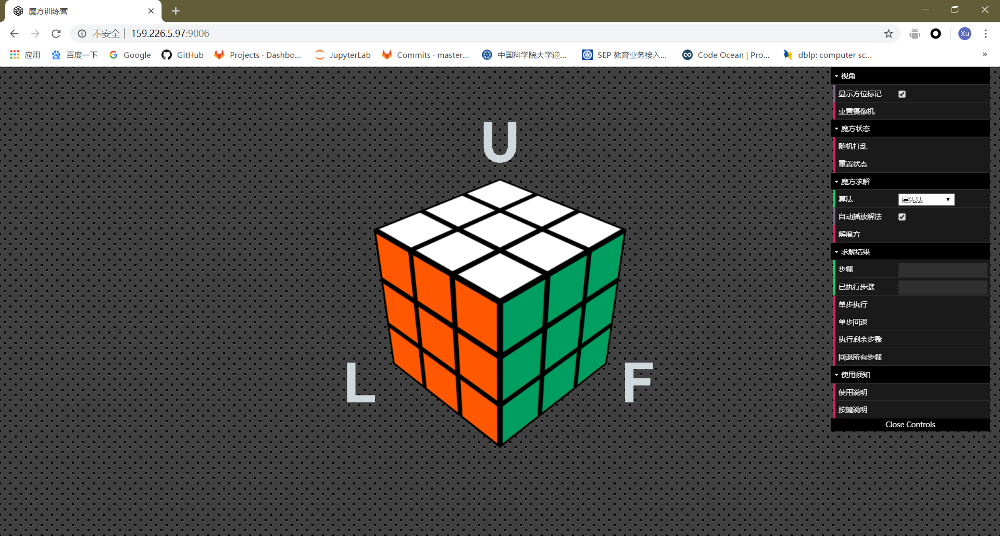 魔方训练营
不安全 | 159.226.5.97:9006
Xu
应用 百度一下 Google GitHub Projects · Dashbo... JupyterLab Commits · master... 中国科学院大学迎... SEP 教育业务接入... Code Ocean | Pro... dblp: computer sc... »
视角
显示方位标记
重置摄像机
魔方状态
随机打乱
重置状态
魔方求解
算法 层先法
自动播放解法
解魔方
求解结果
步骤
已执行步骤
单步执行
单步回退
执行剩余步骤
回退所有步骤
使用须知
使用说明
按键说明
Close Controls
U
L
F